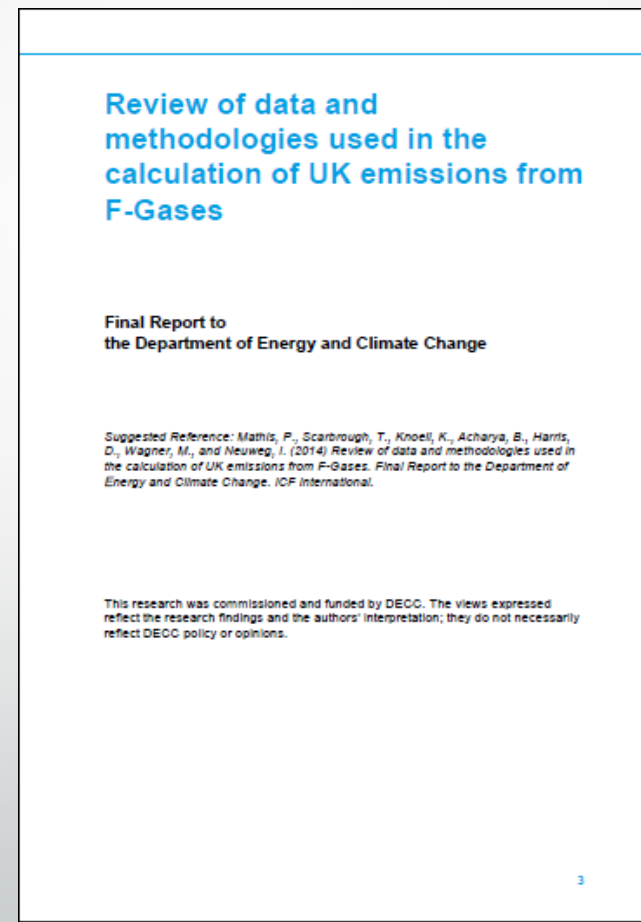 Review of data and
methodologies used in the
calculation of UK emissions from
F-Gases
Final Report to
the Department of Energy and Climate Change
Suggested Reference: Mathis, P., Scarbrough, T., Knoell, K., Acharya, B., Harris,
D., Wagner, M., and Neuweg, I. (2014) Review of data and methodologies used in
the calculation of UK emissions from F-Gases. Final Report to the Department of
Energy and Climate Change. ICF International.
This research was commissioned and funded by DECC. The views expressed
reflect the research findings and the authors' interpretation; they do not necessarily
reflect DECC policy or opinions.
3